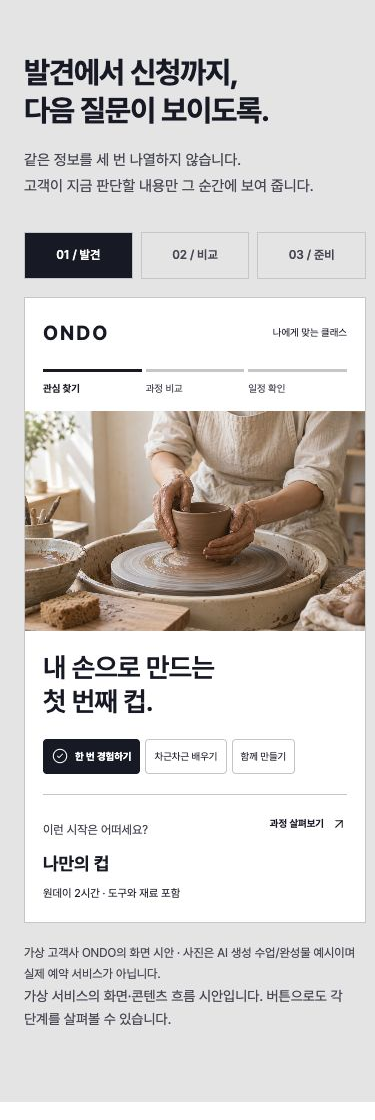 발견에서 신청까지,
다음 질문이 보이도록.
같은 정보를 세 번 나열하지 않습니다.
고객이 지금 판단할 내용만 그 순간에 보여 줍니다.
01 / 발견
02 / 비교
03 / 준비
ONDO
나에게 맞는 클래스
관심 찾기
과정 비교
일정 확인
내 손으로 만드는
첫 번째 컵.
한 번 경험하기
차근차근 배우기
함께 만들기
이런 시작은 어떠세요?
과정 살펴보기
나만의 컵
원데이 2시간 · 도구와 재료 포함
가상 고객사 ONDO의 화면 시안 · 사진은 AI 생성 수업/완성물 예시이며
실제 예약 서비스가 아닙니다.
가상 서비스의 화면·콘텐츠 흐름 시안입니다. 버튼으로도 각
단계를 살펴볼 수 있습니다.